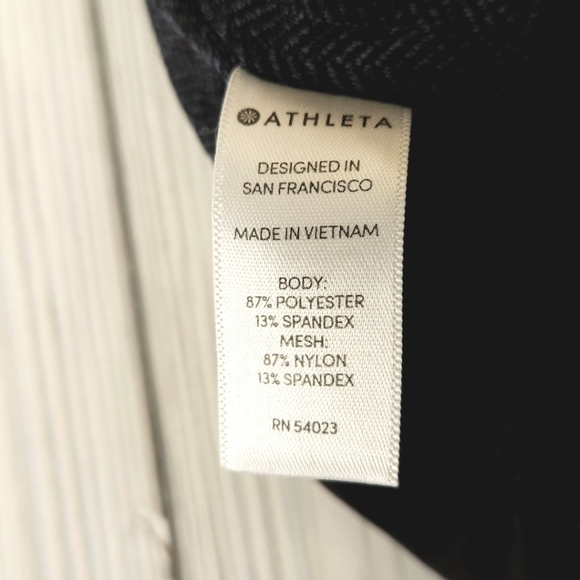 ATHLETA
DESIGNED IN
SAN FRANCISCO
MADE IN VIETNAM
BODY:
87% POLYESTER
13% SPANDEX
MESH:
87% NYLON
13% SPANDEX
RN 54023